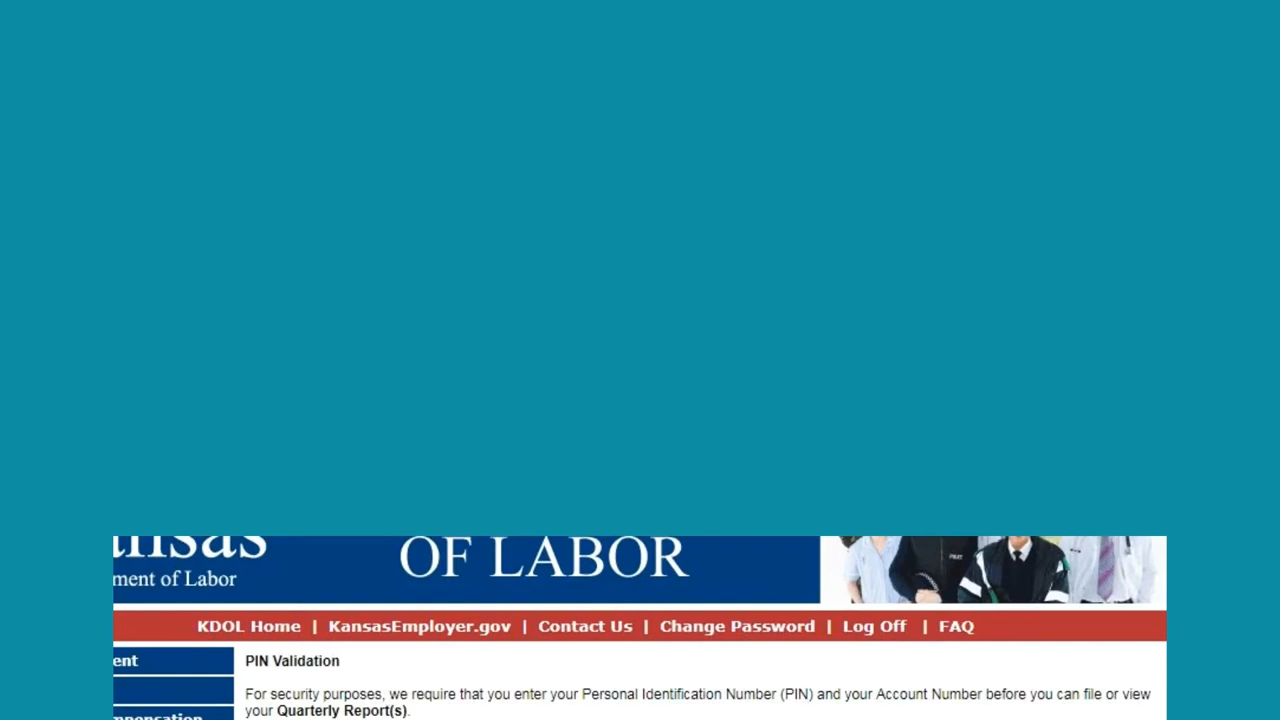 OF LABOR
ment of Labor
KDOL Home | KansasEmployer.gov | Contact Us | Change Password | Log Off | FAQ
ent
PIN Validation
For security purposes, we require that you enter your Personal Identification Number (PIN) and your Account Number before you can file or view
your Quarterly Report(s).